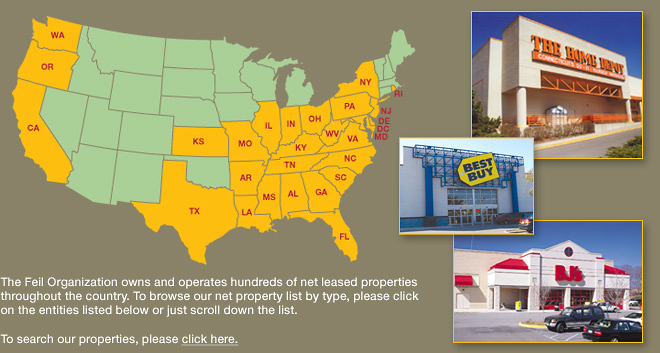 WA
OR
CA
KS
TX
MO
AR
LA
IL
IN
OH
KY
TN
MS
AL
GA
FL
SC
NC
VA
WV
PA
NY
RI
NJ
DE
DC
MD
THE HOME DEPOT
BEST
BUY
BJ's
The Feil Organization owns and operates hundreds of net leased properties
throughout the country. To browse our net property list by type, please click
on the entities listed below or just scroll down the list.
To search our properties, please click here.